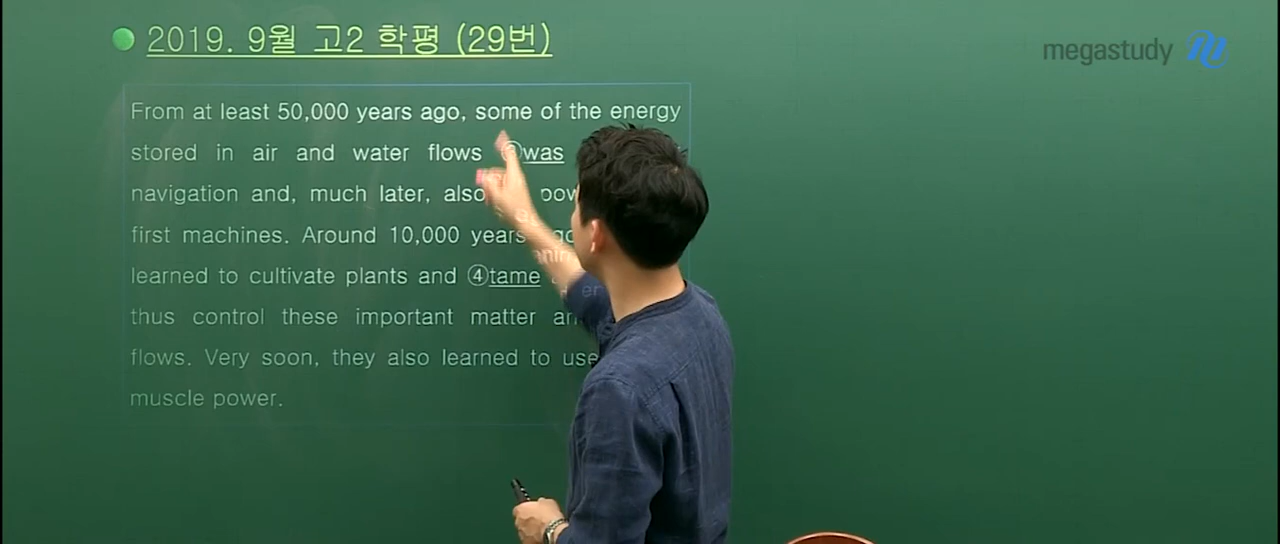 2019. 9월 고2 학평 (29번)
megastudy
From at least 50,000 years ago, some of the energy
stored in air and water flows was
navigation and, much later, also
first machines. Around 10,000 years
learned to cultivate plants and ④tame
thus control these important matter
flows. Very soon, they also learned to use
muscle power.